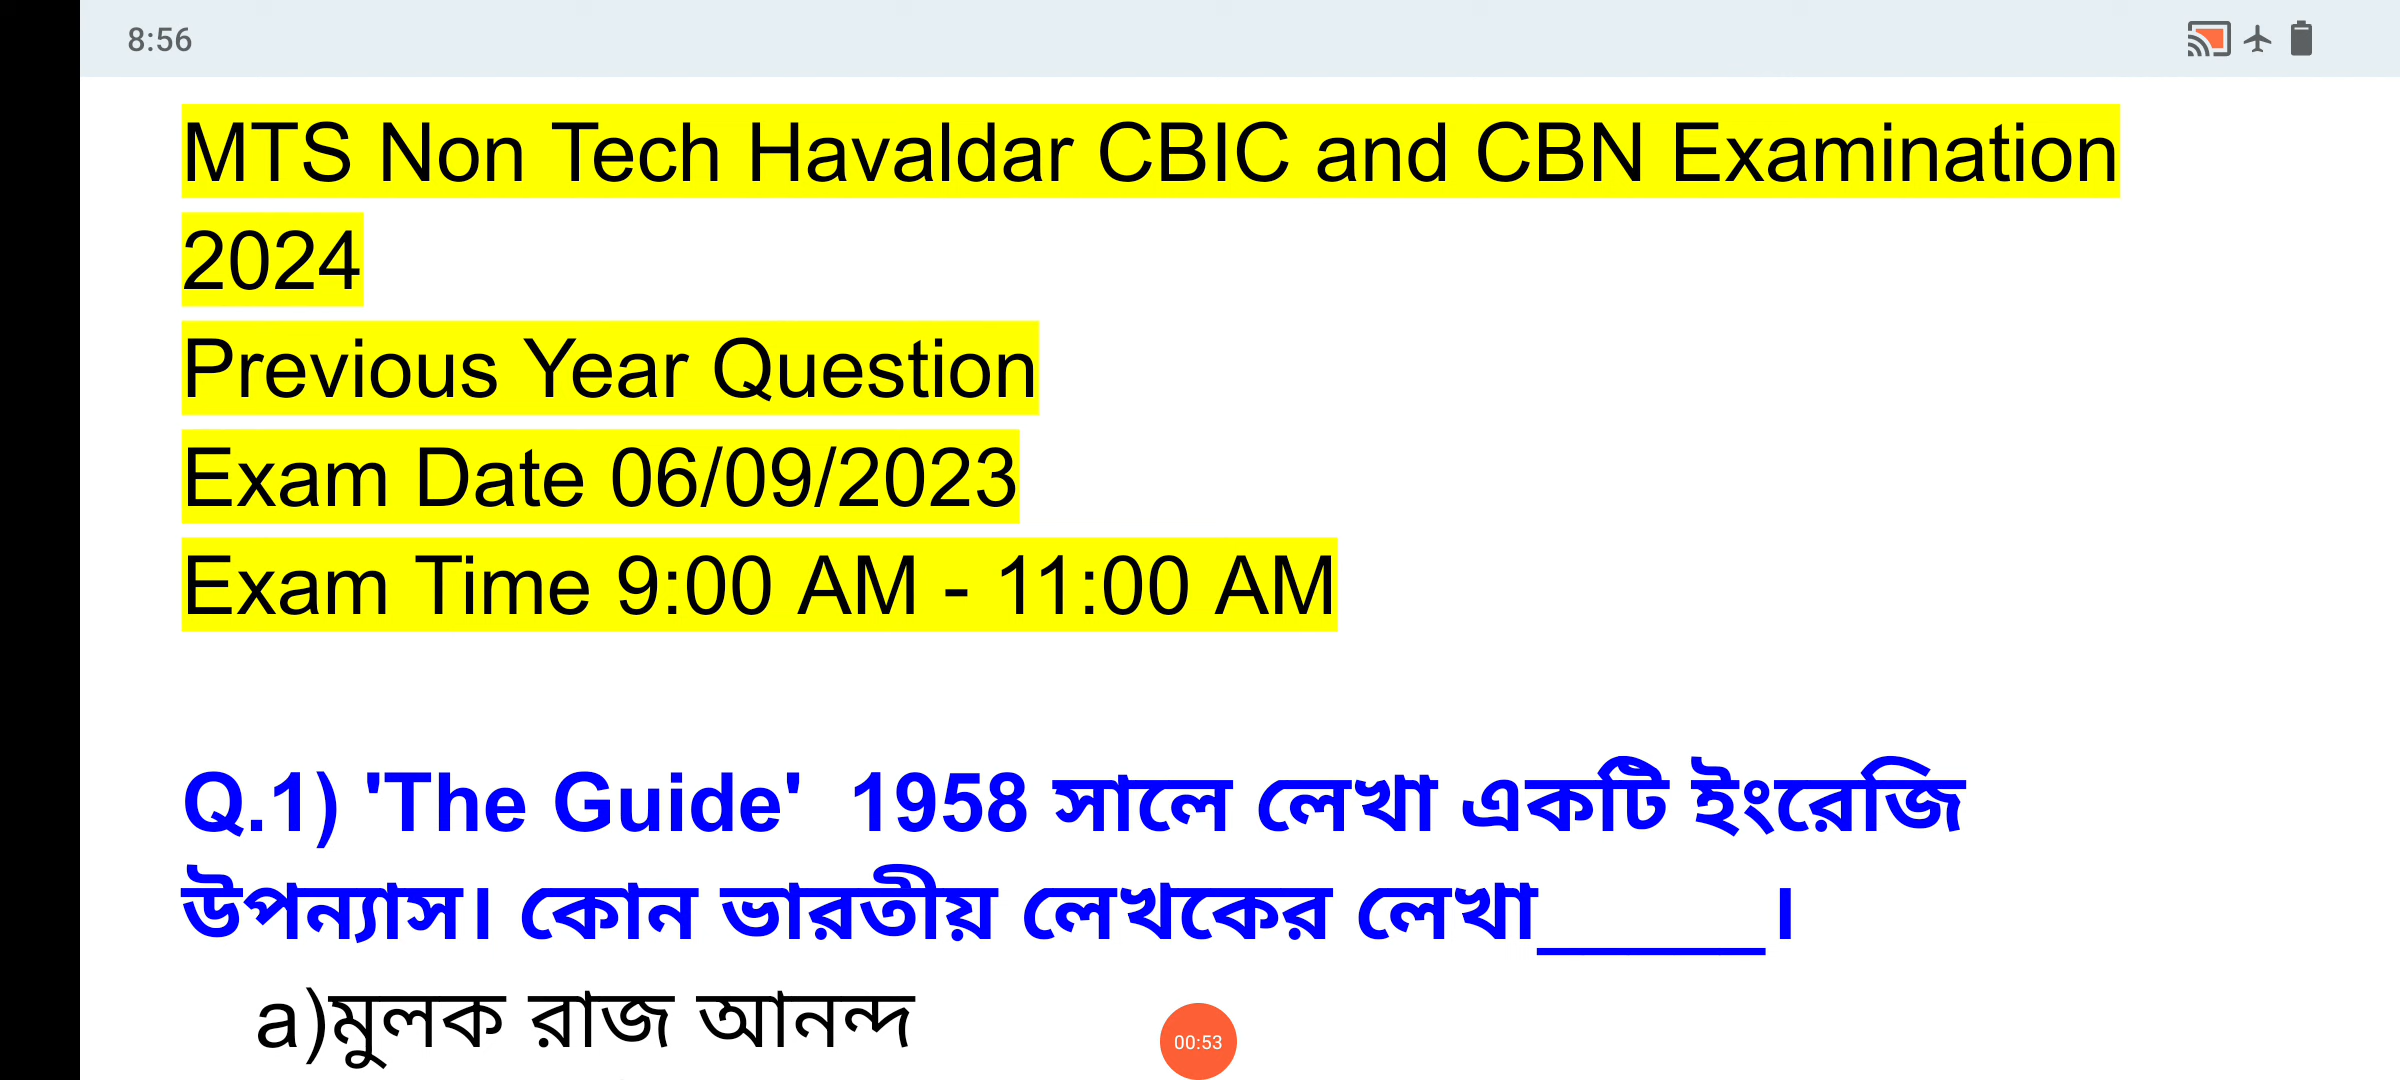 8:56
MTS Non Tech Havaldar CBIC and CBN Examination
2024
Previous Year Question
Exam Date 06/09/2023
Exam Time 9:00 AM - 11:00 AM
Q.1) 'The Guide'  1958 সালে লেখা একটি ইংরেজি
উপন্যাস। কোন ভারতীয় লেখকের লেখা_____।
a)মুলক রাজ আনন্দ
00:53